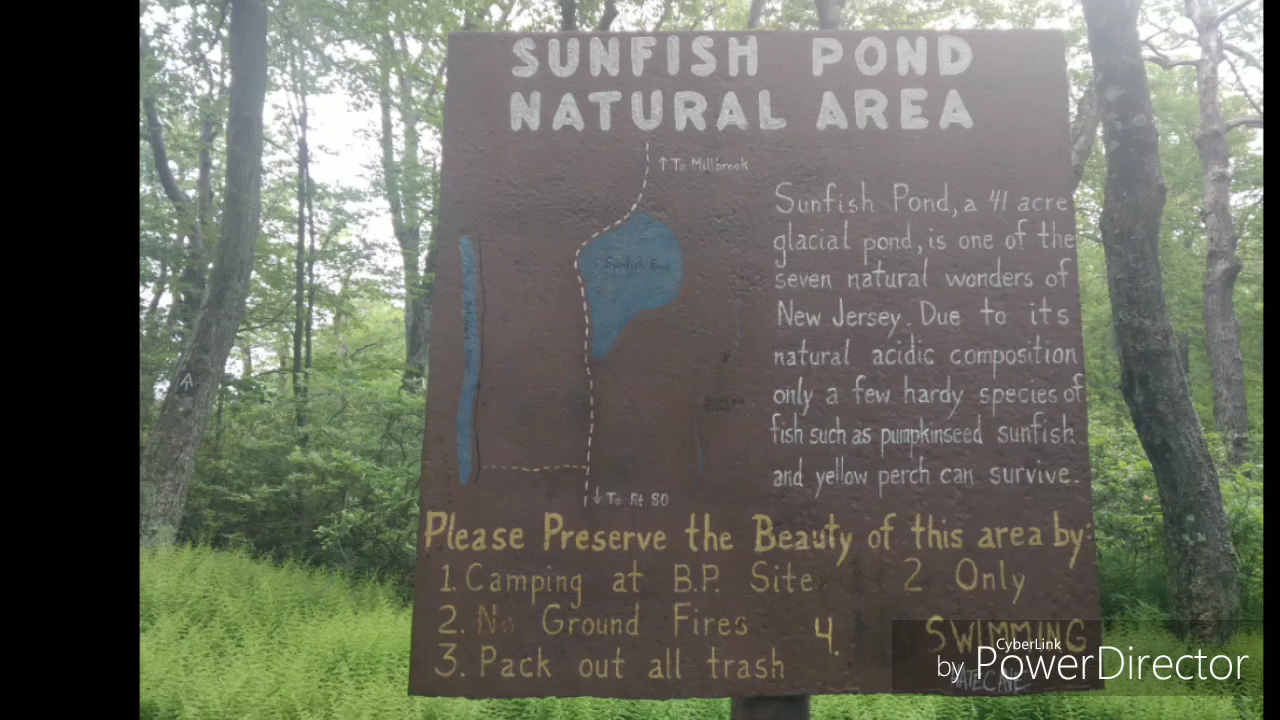 SUNFISH POND
NATURAL AREA
↑ To Millbrook
Sunfish Pond
Sunfish Pond, a 41 acre
glacial pond, is one of the
seven natural wonders of
New Jersey. Due to its
natural acidic composition
only a few hardy species of
fish such as pumpkinseed sunfish
and yellow perch can survive.
↓ To Rt. 80
Please Preserve the Beauty of this area by:
1. Camping at B.P. Site 2 Only
2. No Ground Fires
3. Pack out all trash
4. SWIMMING
A
CyberLink
by PowerDirector